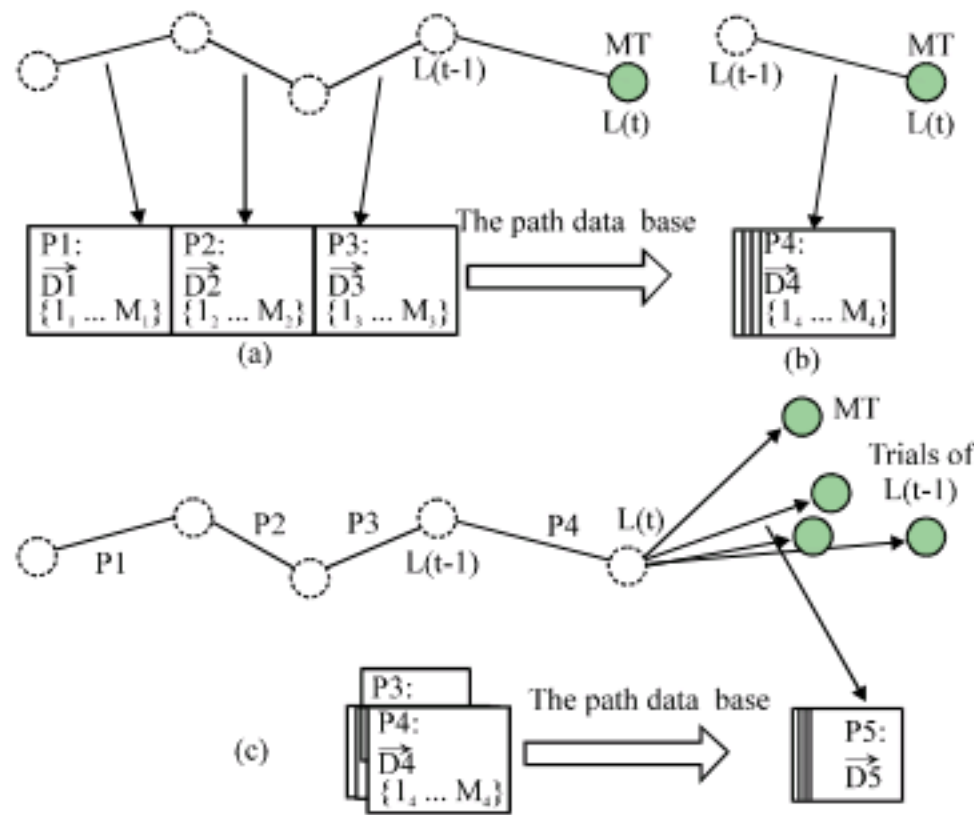 MT
L(t-1)
L(t)
MT
L(t-1)
L(t)
P1:
D1
{1₁ ... M₁}
P2:
D2
{1₂ ... M₂}
P3:
D3
{1₃ ... M₃}
The path data base
P4:
D4
{1₄ ... M₄}
(a)
(b)
MT
Trials of
L(t-1)
P1
P2
P3
L(t-1)
P4
L(t)
(c)
P3:
P4:
D4
{1₄ ... M₄}
The path data base
P5:
D5